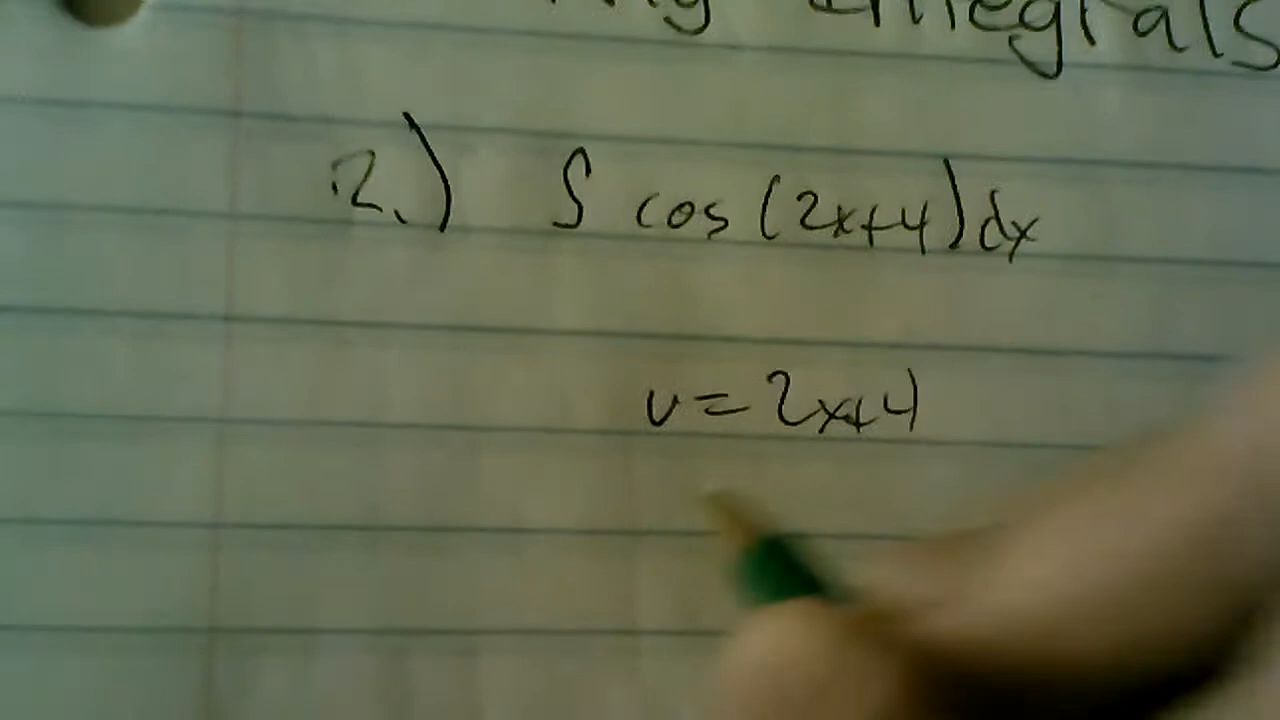 Integrals
2.) ∫ cos (2x+4) dx
u = 2x+4